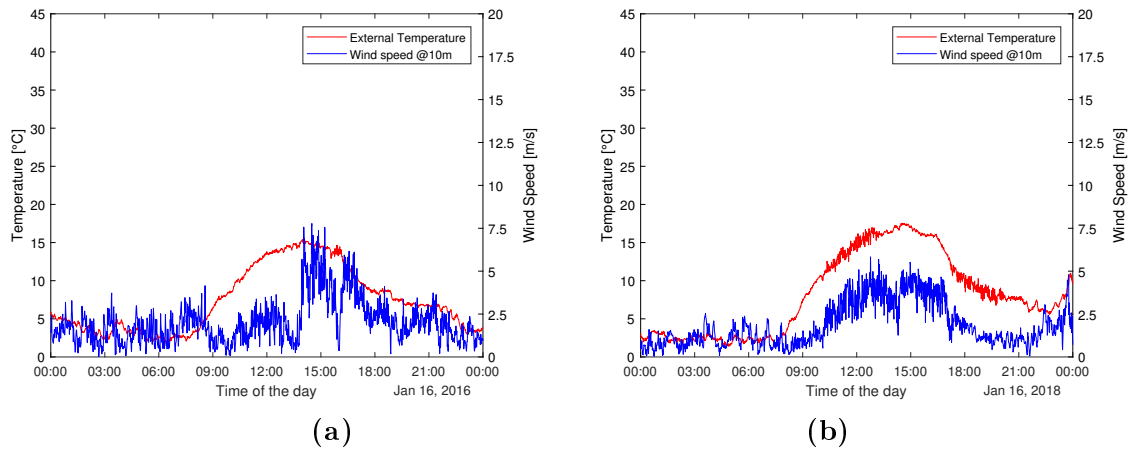 45
40
35
30
25
20
15
10
5
0
Temperature [°C]
20
17.5
15
12.5
10
7.5
5
2.5
0
Wind Speed [m/s]
External Temperature
Wind speed @10m
00:00 03:00 06:00 09:00 12:00 15:00 18:00 21:00 00:00
Time of the day
Jan 16, 2016
(a)
45
40
35
30
25
20
15
10
5
0
Temperature [°C]
20
17.5
15
12.5
10
7.5
5
2.5
0
Wind Speed [m/s]
External Temperature
Wind speed @10m
00:00 03:00 06:00 09:00 12:00 15:00 18:00 21:00 00:00
Time of the day
Jan 16, 2018
(b)